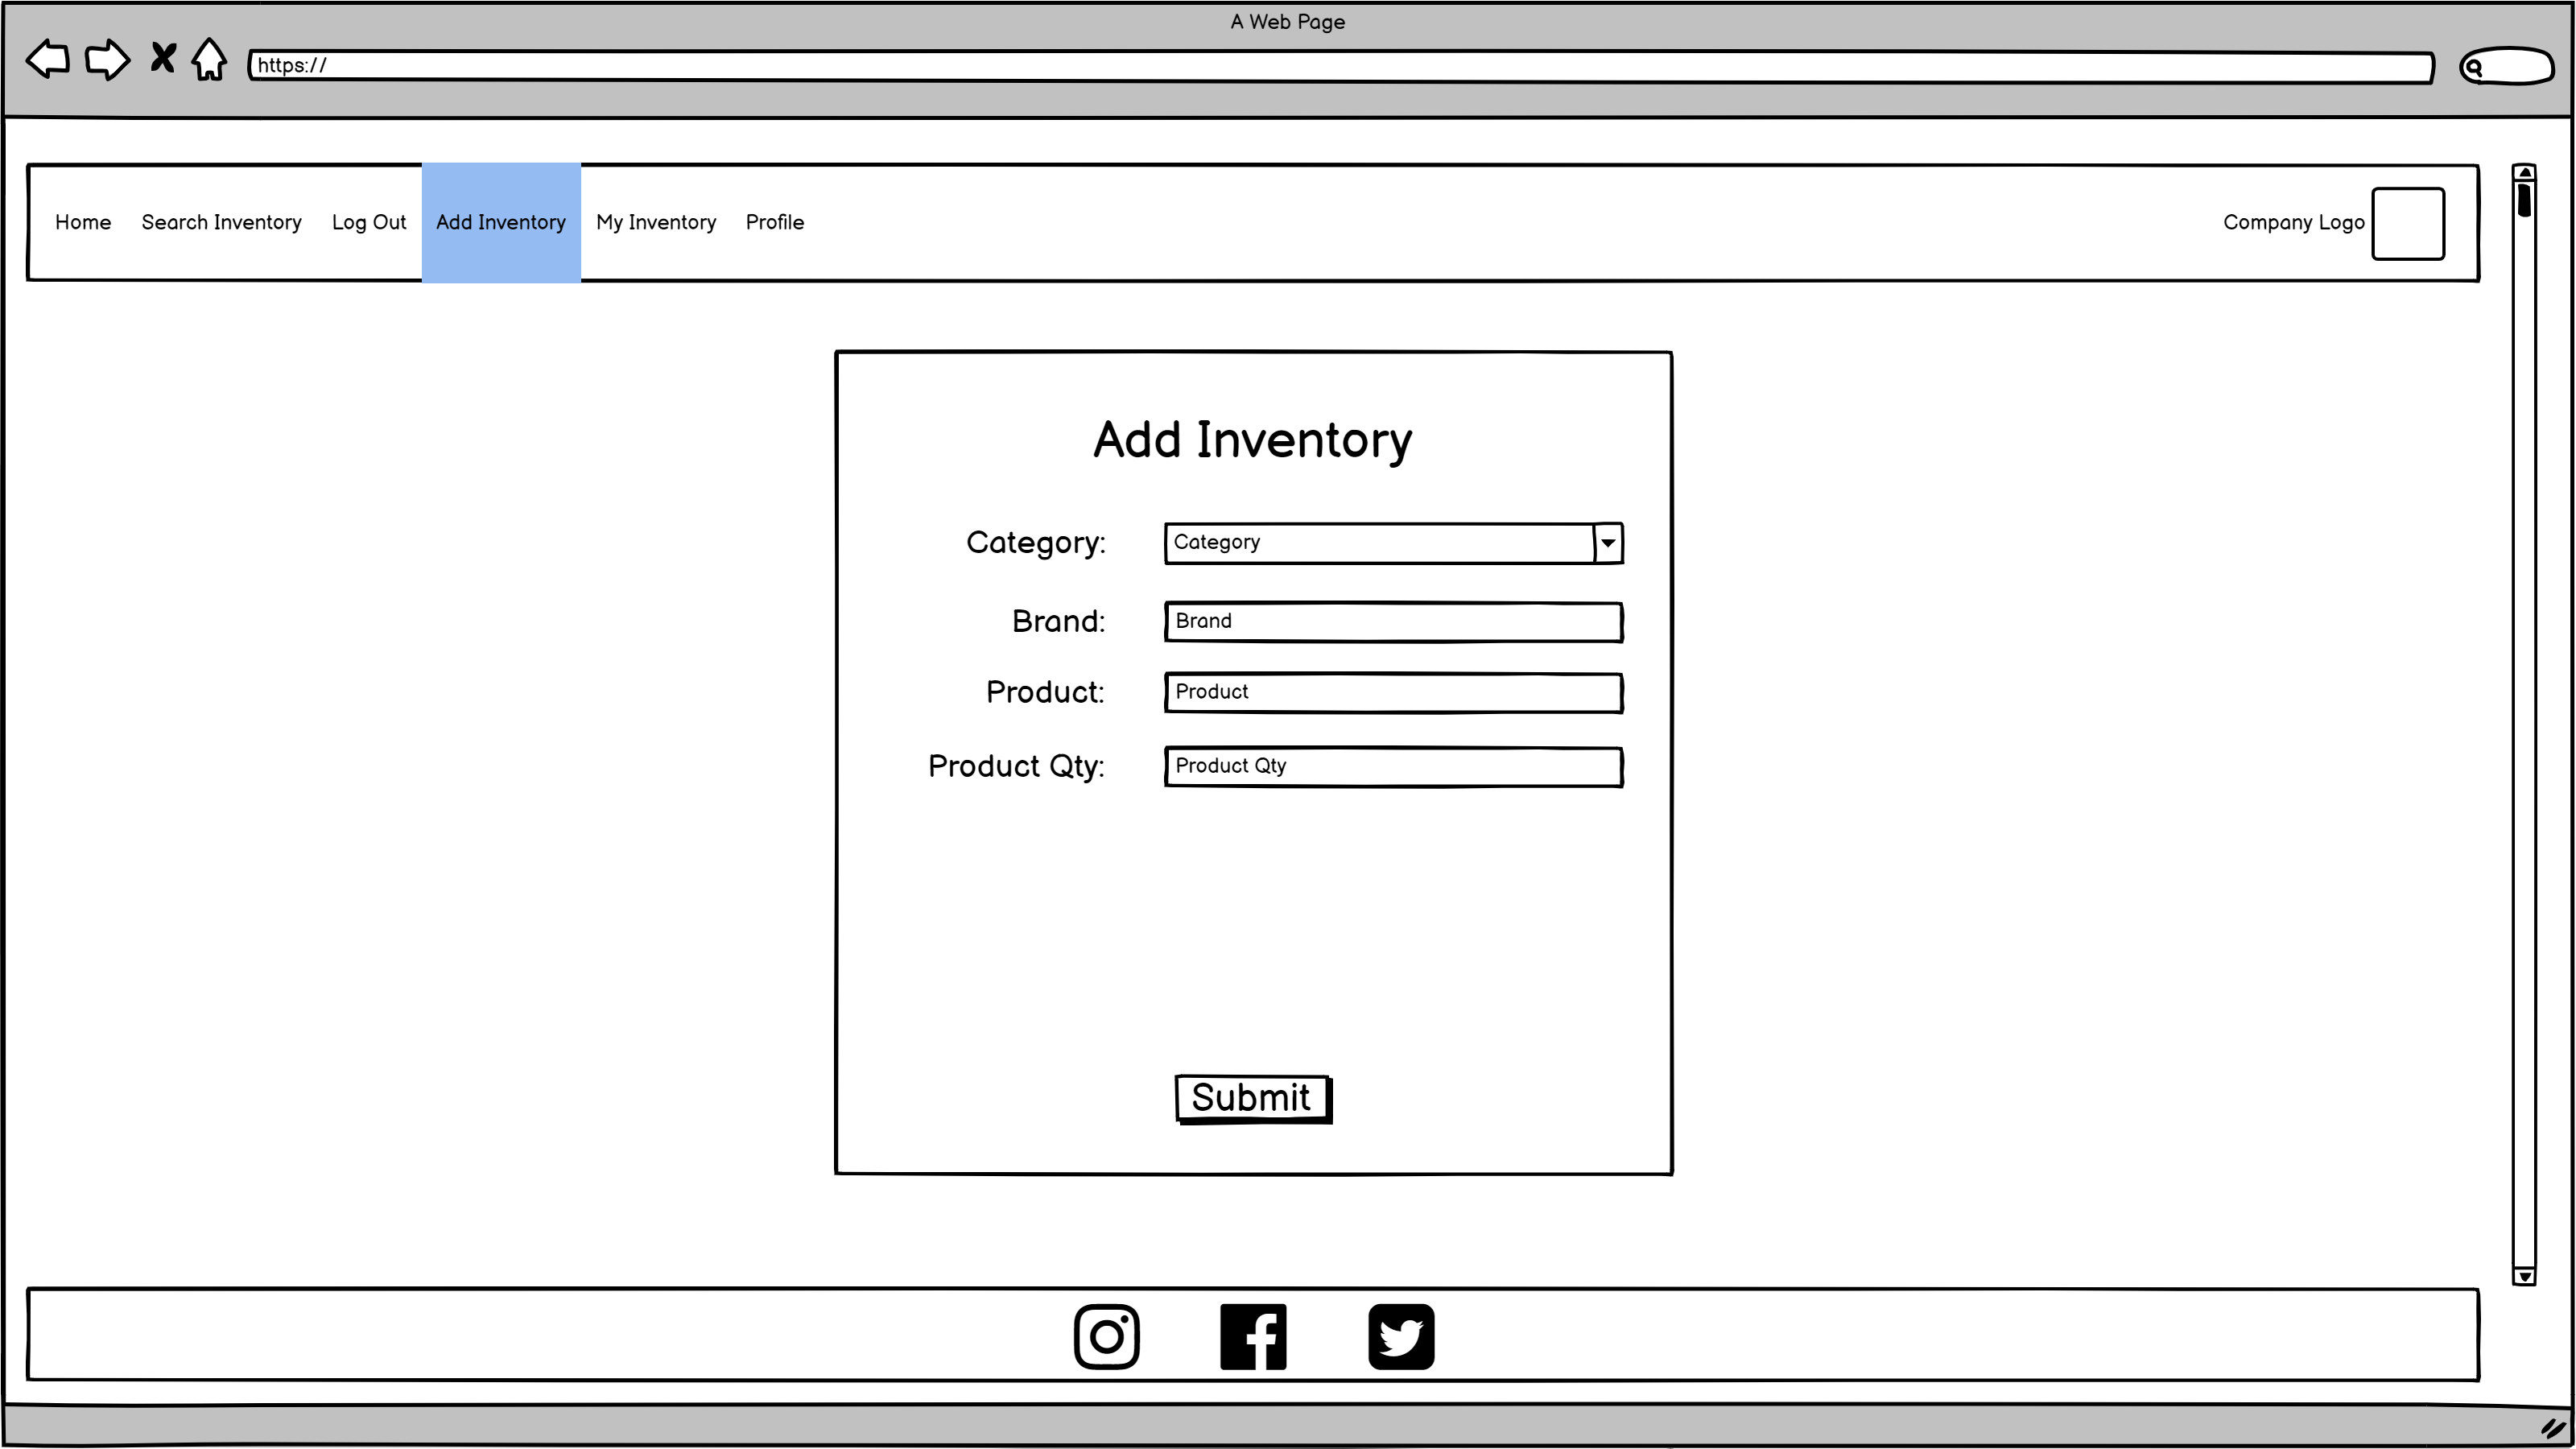 A Web Page
https://
Home Search Inventory Log Out Add Inventory My Inventory Profile Company Logo
Add Inventory
Category: Category
Brand: Brand
Product: Product
Product Qty: Product Qty
Submit